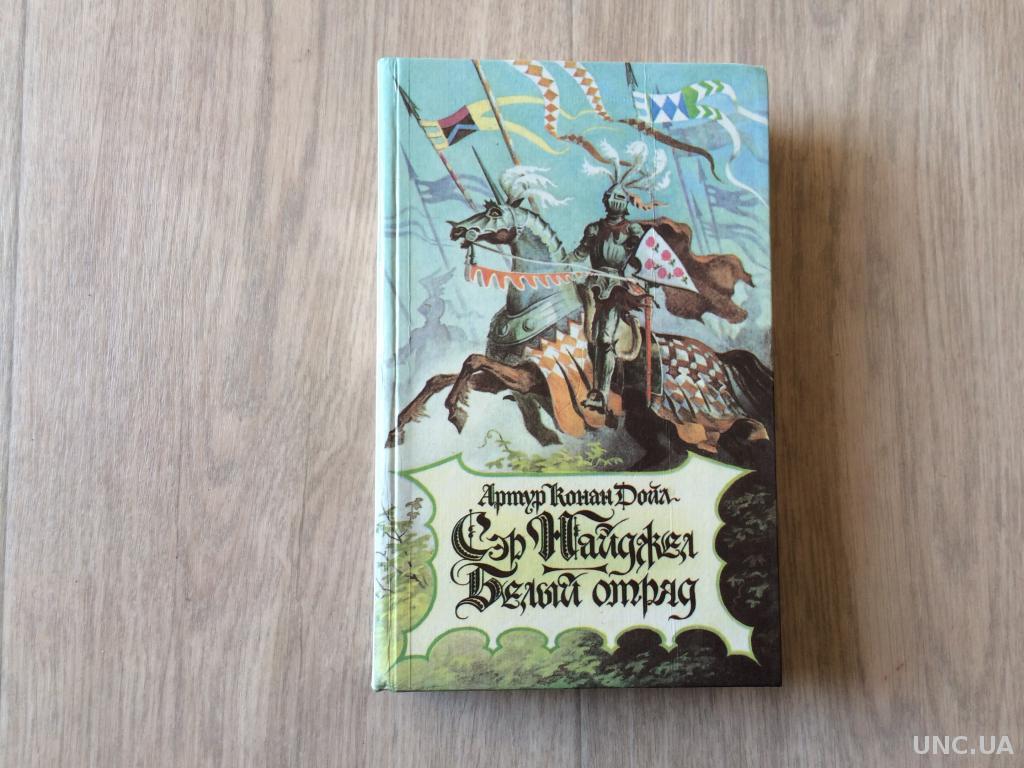 Артур Конан Дойл
Сэр Найджел
Белый отряд
UNC.UA